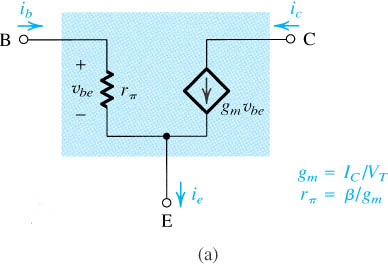 i_b
i_c
B
C
+
v_be
r_π
g_m v_be
−
i_e
g_m = I_C/V_T
r_π = β/g_m
E
(a)